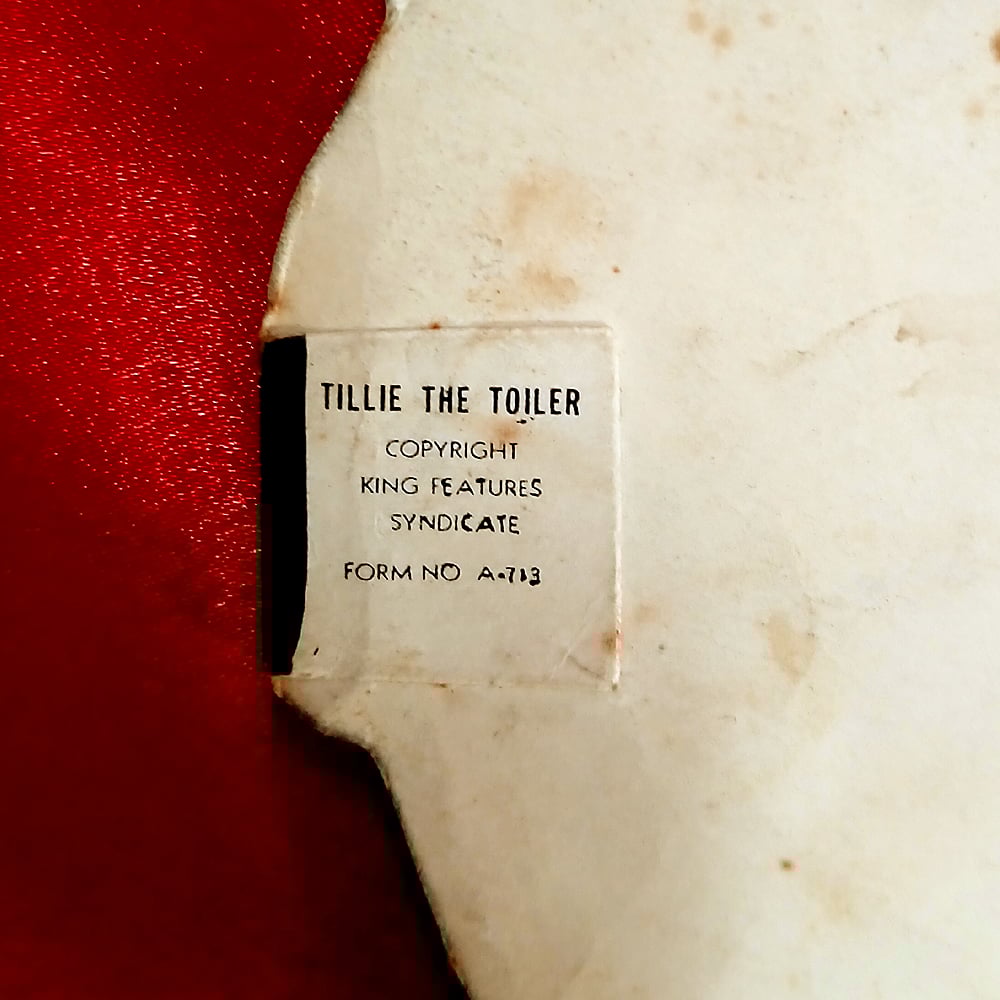 TILLIE THE TOILER
COPYRIGHT
KING FEATURES
SYNDICATE
FORM NO A-713